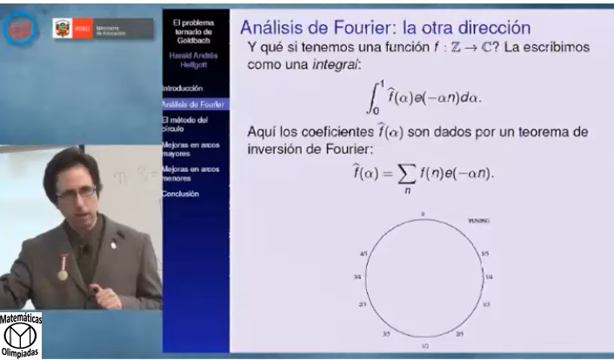 PERÚ
Ministerio de Educación
El problema
ternario de
Goldbach
Harald Andrés
Helfgott
Introducción
Análisis de Fourier
El método del
círculo
Mejoras en arcos
mayores
Mejoras en arcos
menores
Conclusión
Análisis de Fourier: la otra dirección
Y qué si tenemos una función f : ℤ → ℂ? La escribimos
como una integral:
∫₀¹ f̂(α)e(−αn)dα.
Aquí los coeficientes f̂(α) son dados por un teorema de
inversión de Fourier:
f̂(α) = ∑ₙ f(n)e(−αn).
0
TUNING
4/5
1/5
3/4
1/4
2/3
1/3
3/5
2/5
1/2
Matemáticas
Olimpiadas